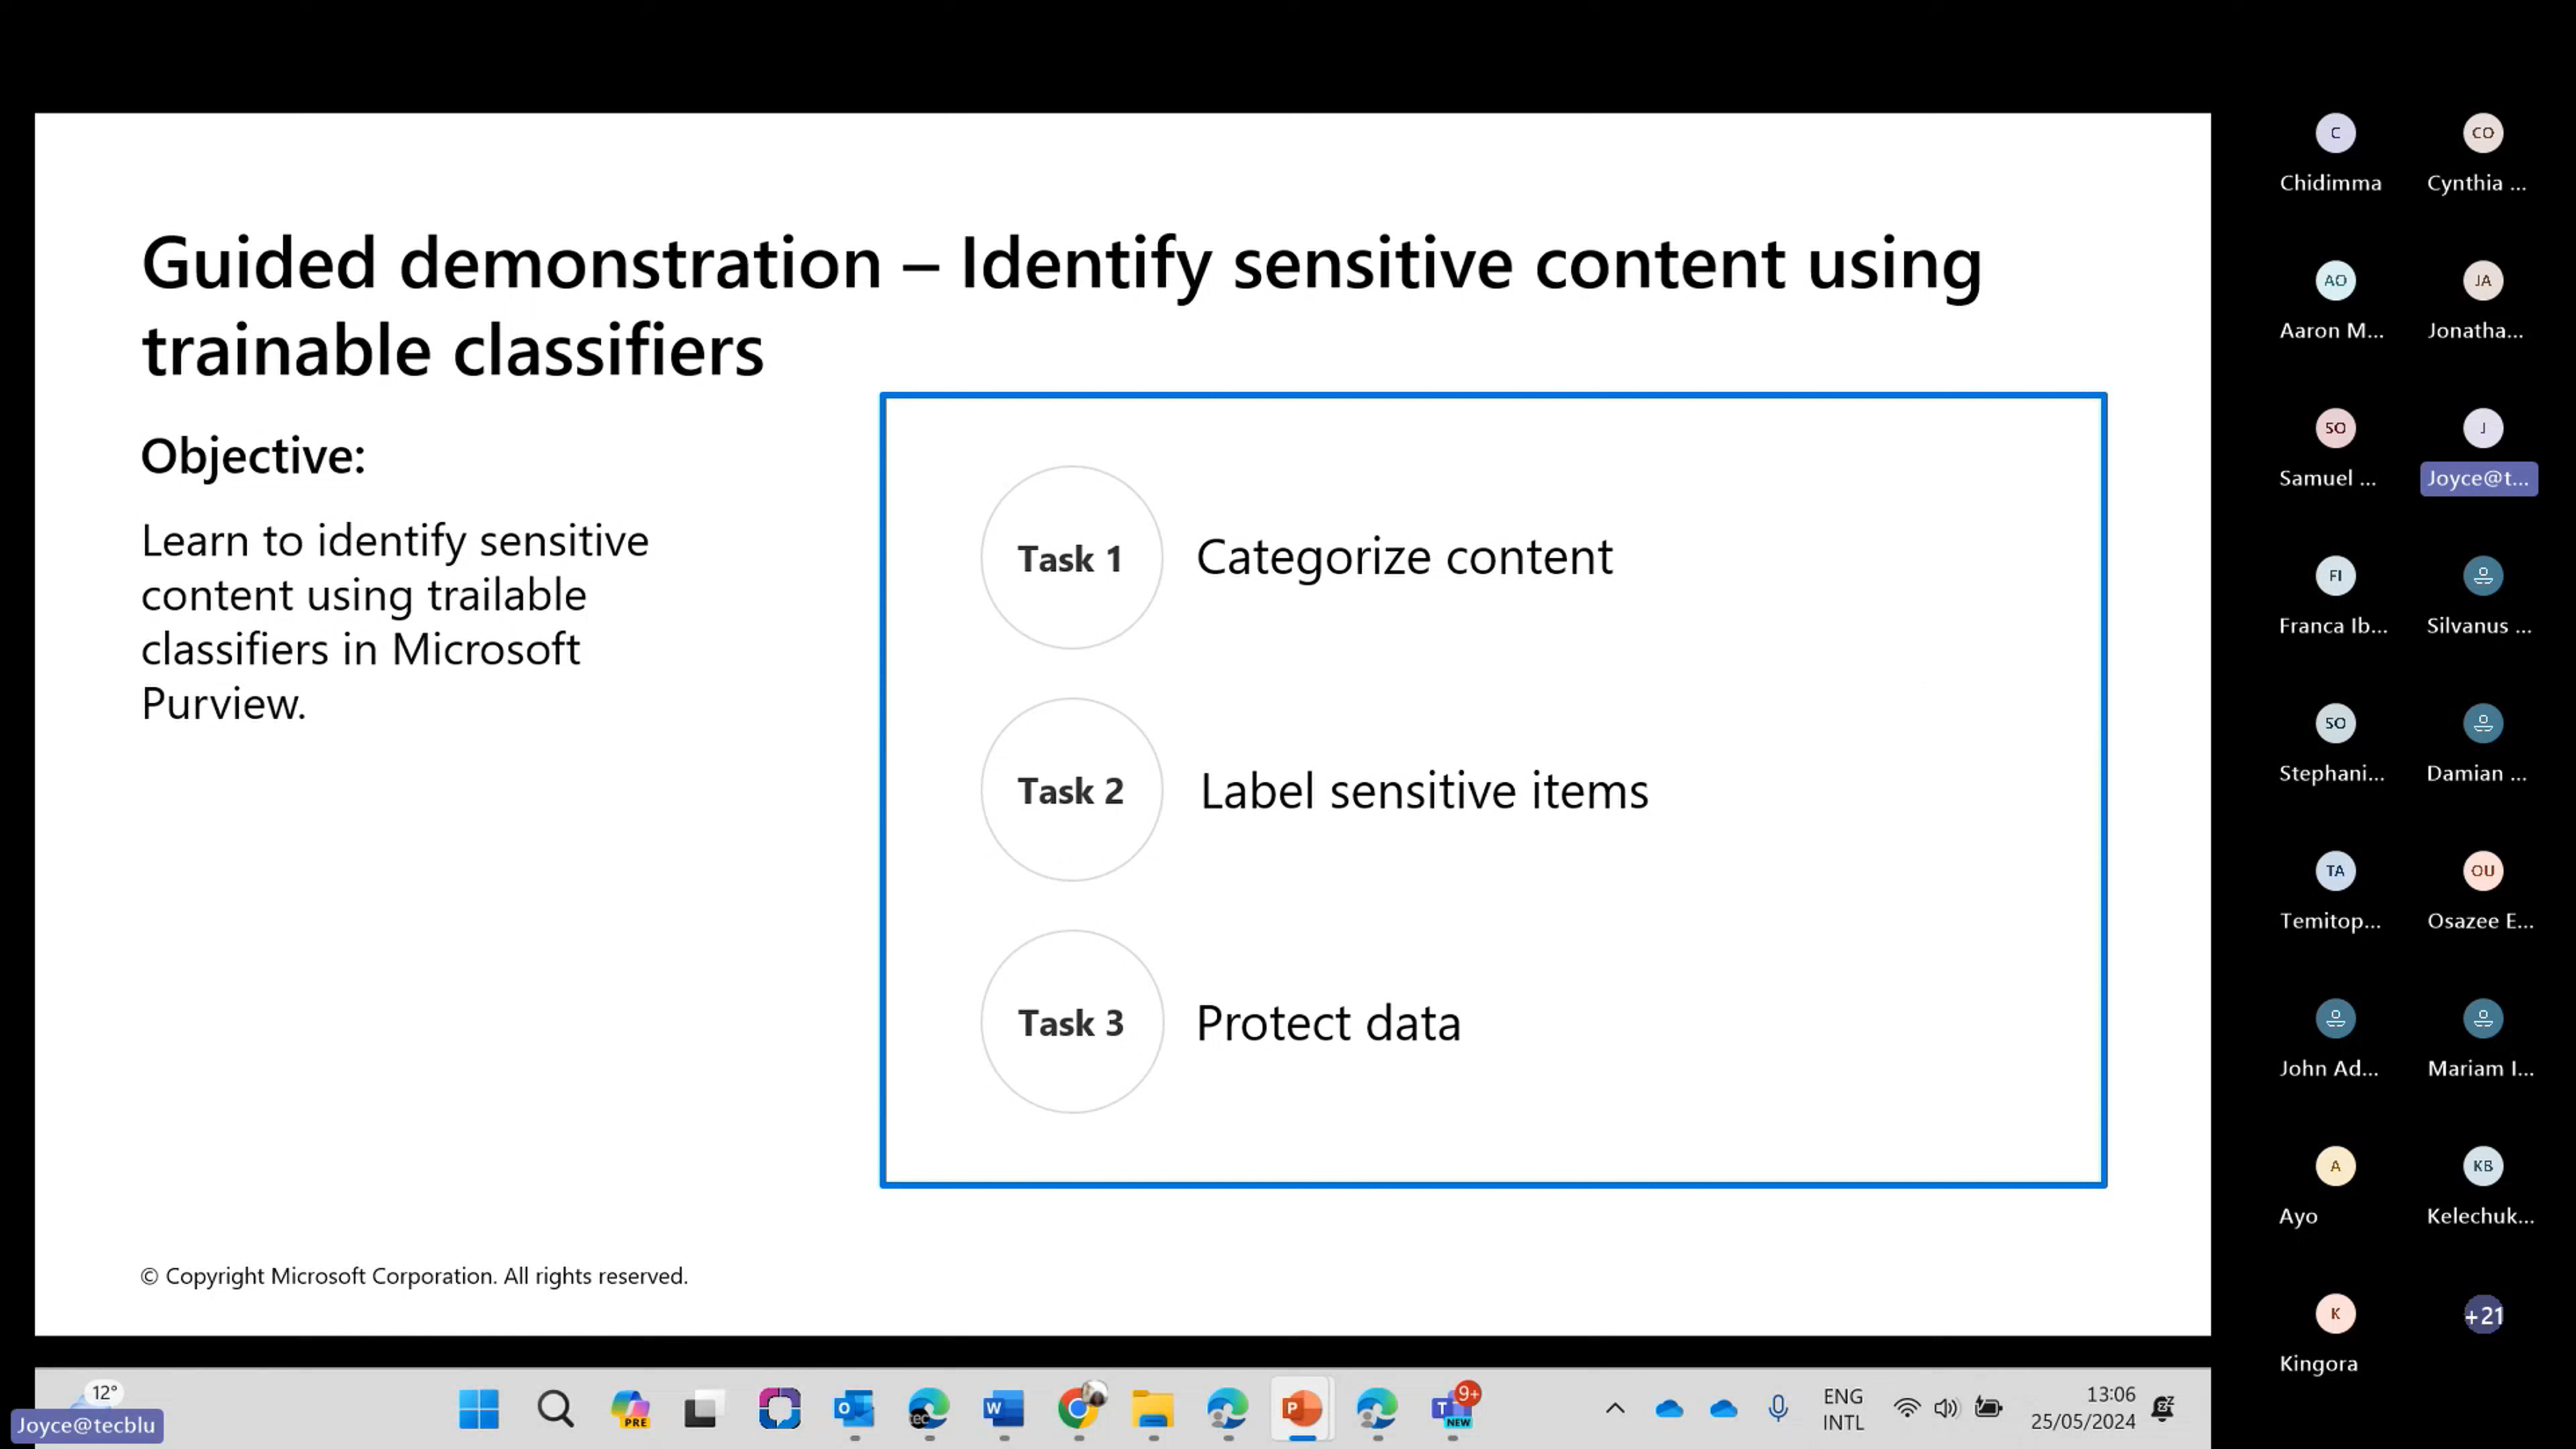 Guided demonstration – Identify sensitive content using
trainable classifiers
Objective:
Learn to identify sensitive
content using trailable
classifiers in Microsoft
Purview.
Task 1
Categorize content
Task 2
Label sensitive items
Task 3
Protect data
© Copyright Microsoft Corporation. All rights reserved.
C
CO
Chidimma
Cynthia ...
AO
JA
Aaron M...
Jonatha...
SO
J
Samuel ...
Joyce@t...
FI
Franca Ib...
Silvanus ...
SO
Stephani...
Damian ...
TA
OU
Temitop...
Osazee E...
John Ad...
Mariam I...
A
KB
Ayo
Kelechuk...
K
+21
Kingora
12°
Joyce@tecblu
PRE
O
tec
W
P
T
9+
NEW
ENG
INTL
13:06
25/05/2024